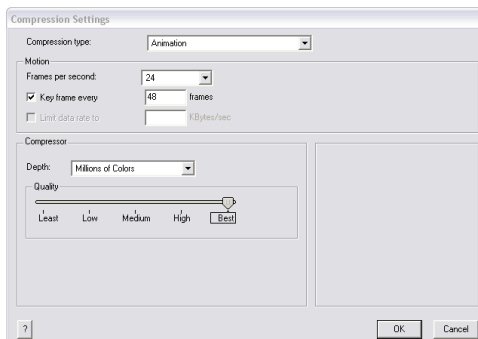 Compression Settings
Compression type: Animation
Motion
Frames per second: 24
Key frame every 48 frames
Limit data rate to KBytes/sec
Compressor
Depth: Millions of Colors
Quality
Least Low Medium High Best
? OK Cancel